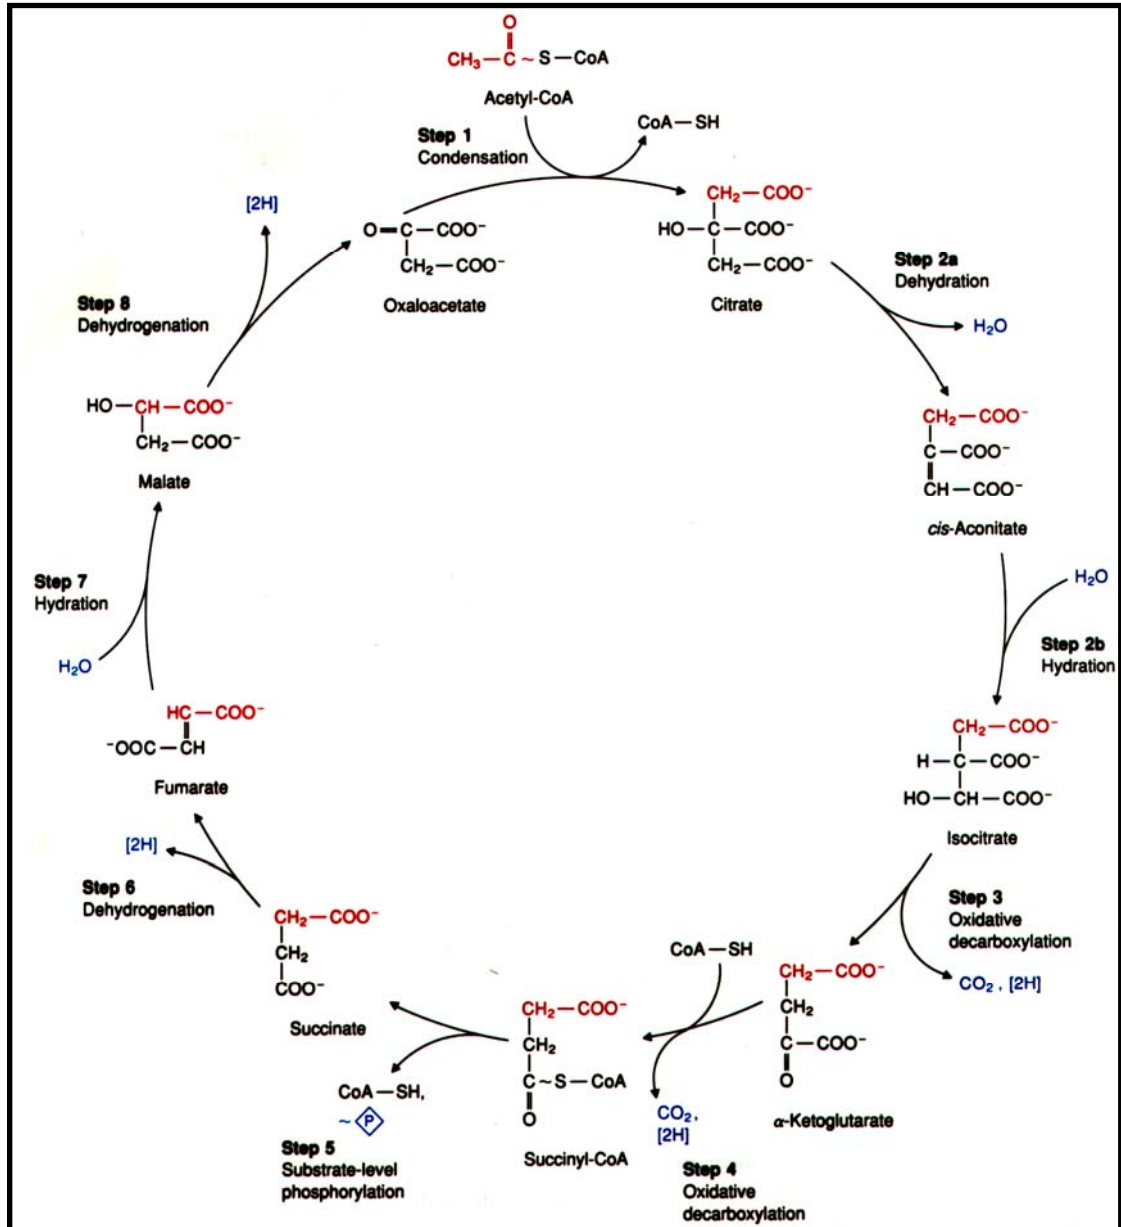 O
CH₃—C~S—CoA
Acetyl-CoA
Step 1
Condensation
CoA—SH
CH₂—COO⁻
HO—C—COO⁻
CH₂—COO⁻
Citrate
Step 2a
Dehydration
H₂O
CH₂—COO⁻
C—COO⁻
CH—COO⁻
cis-Aconitate
H₂O
Step 2b
Hydration
CH₂—COO⁻
H—C—COO⁻
HO—CH—COO⁻
Isocitrate
Step 3
Oxidative
decarboxylation
CO₂, [2H]
CH₂—COO⁻
CH₂
C—COO⁻
O
α-Ketoglutarate
CoA—SH
CO₂,
[2H]
Step 4
Oxidative
decarboxylation
CH₂—COO⁻
CH₂
C~S—CoA
O
Succinyl-CoA
CoA—SH,
~P
Step 5
Substrate-level
phosphorylation
CH₂—COO⁻
CH₂
COO⁻
Succinate
[2H]
Step 6
Dehydrogenation
HC—COO⁻
⁻OOC—CH
Fumarate
H₂O
Step 7
Hydration
HO—CH—COO⁻
CH₂—COO⁻
Malate
Step 8
Dehydrogenation
[2H]
O=C—COO⁻
CH₂—COO⁻
Oxaloacetate